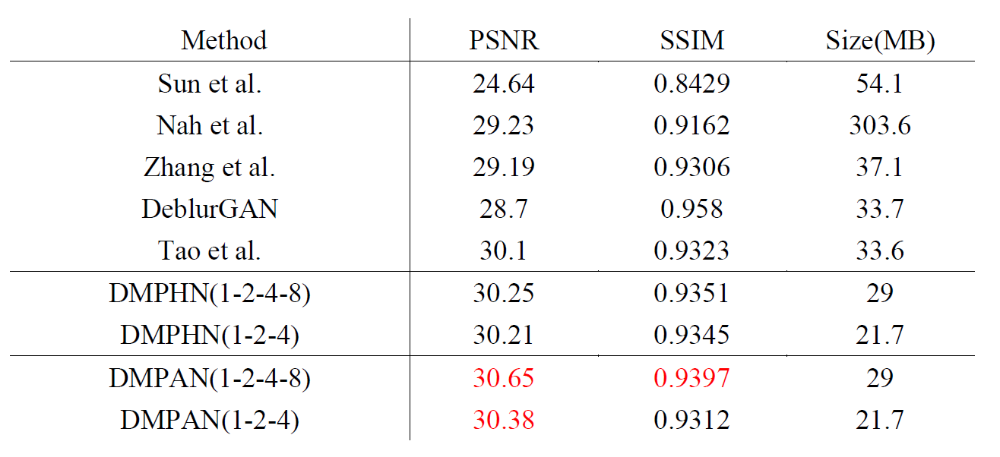 Method PSNR SSIM Size(MB)
Sun et al. 24.64 0.8429 54.1
Nah et al. 29.23 0.9162 303.6
Zhang et al. 29.19 0.9306 37.1
DeblurGAN 28.7 0.958 33.7
Tao et al. 30.1 0.9323 33.6
DMPHN(1-2-4-8) 30.25 0.9351 29
DMPHN(1-2-4) 30.21 0.9345 21.7
DMPAN(1-2-4-8) 30.65 0.9397 29
DMPAN(1-2-4) 30.38 0.9312 21.7